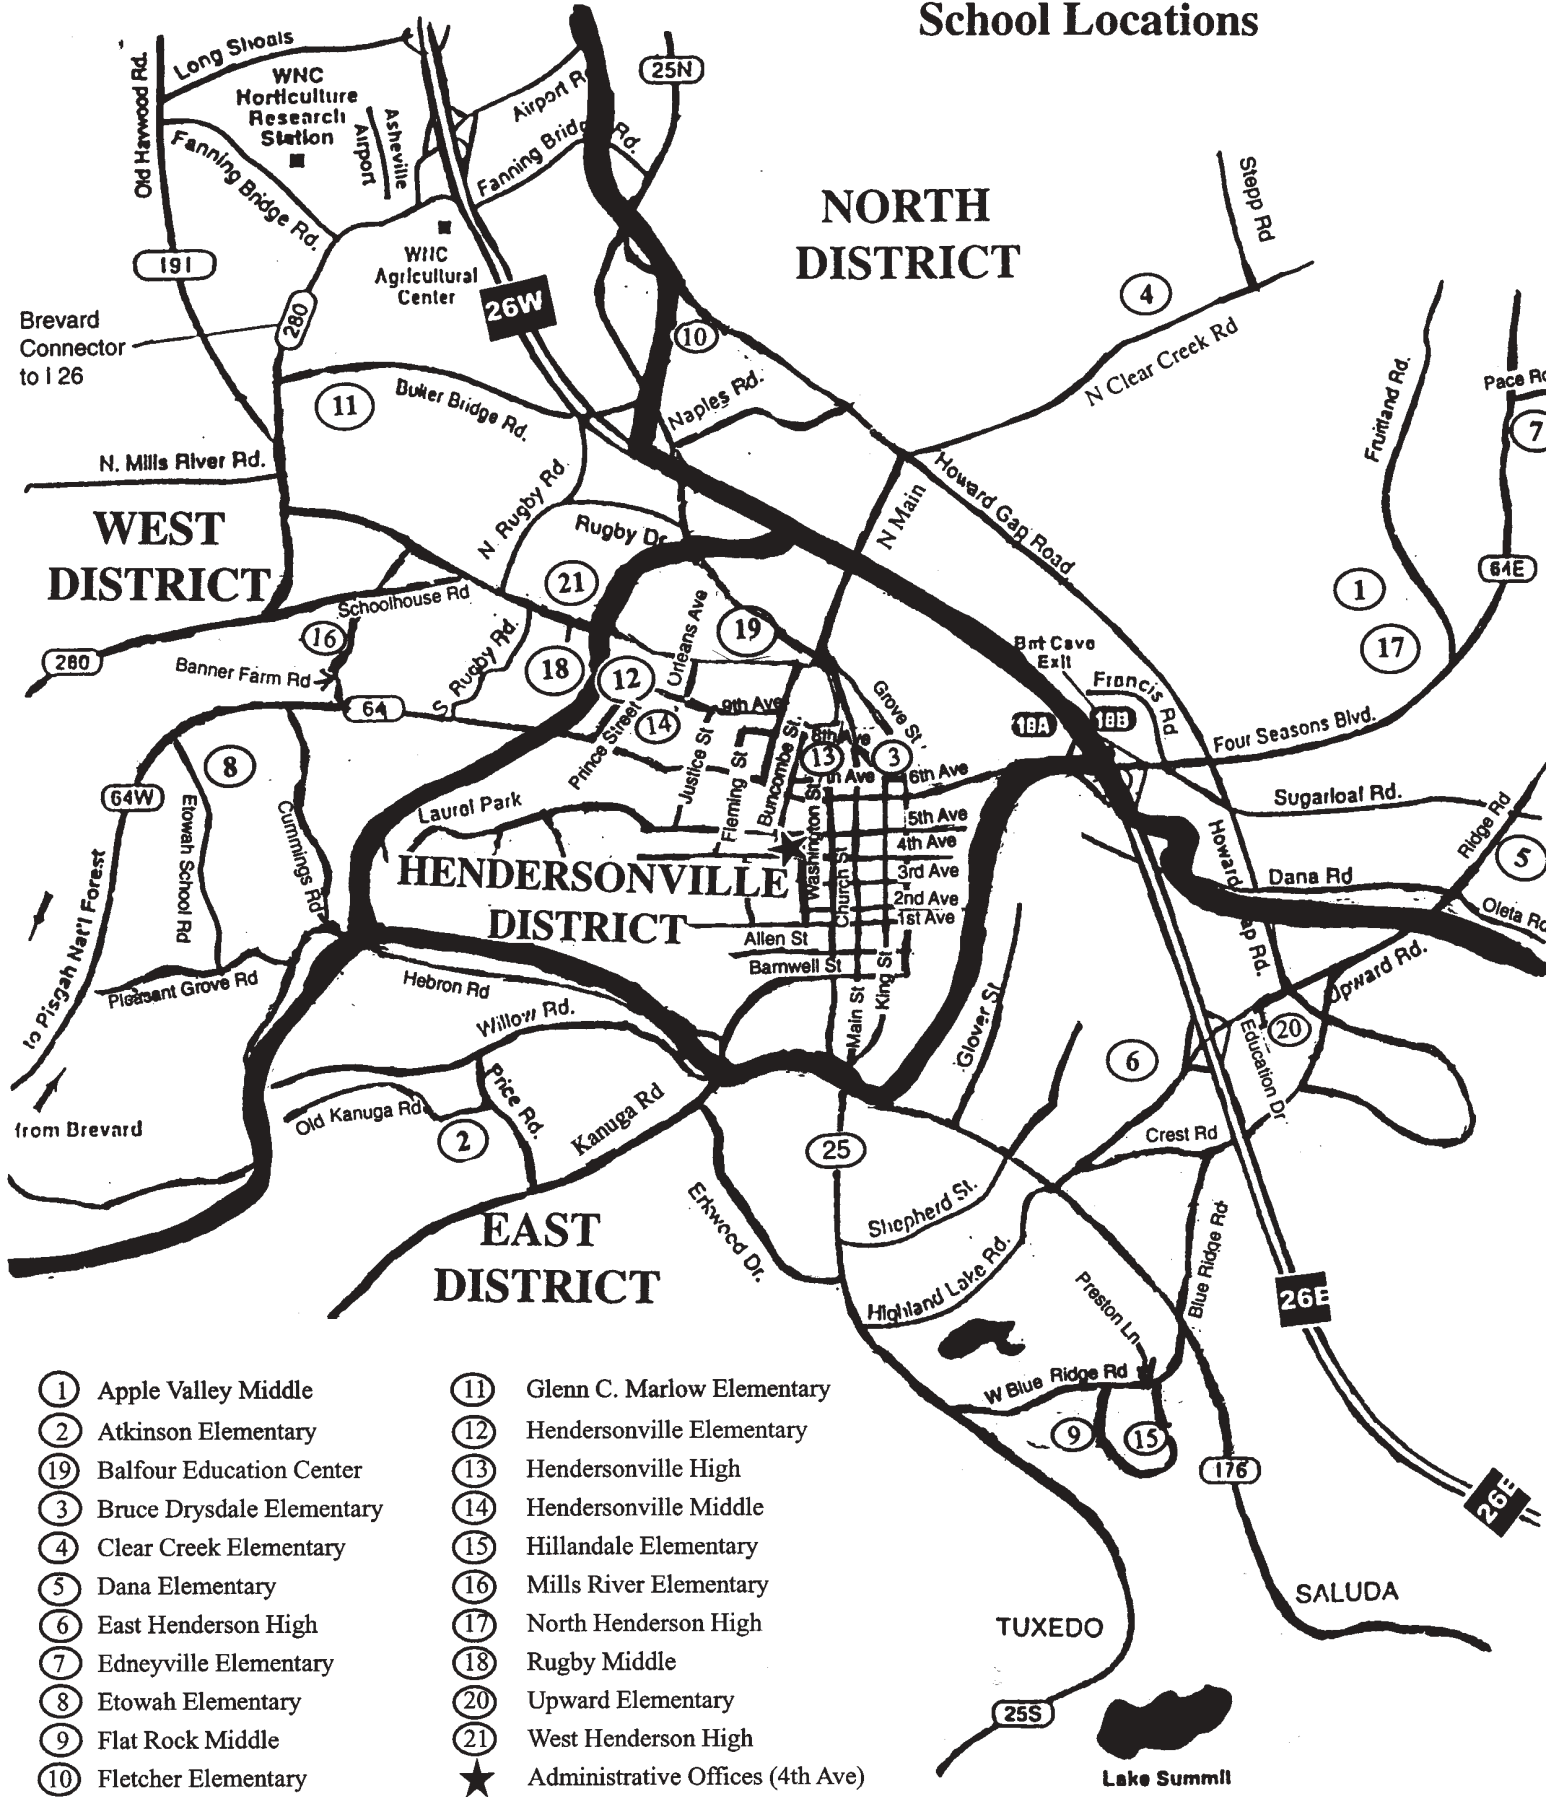 School Locations
Old Haywood Rd.
Long Shoals
WNC
Horticulture
Research
Station
Asheville
Airport
Airport Rd
25N
Fanning Bridge Rd.
Fanning Bridge Rd.
Stepp Rd
NORTH
DISTRICT
191
WNC
Agricultural
Center
26W
4
280
Brevard
Connector
to I 26
10
N Clear Creek Rd
Fruitland Rd.
Pace Rd
7
11
Butler Bridge Rd.
Naples Rd.
N. Mills River Rd.
N Rugby Rd.
Howard Gap Road
N Main
WEST
DISTRICT
Rugby Dr
21
64E
1
Schoolhouse Rd
16
Orleans Ave
19
Bat Cave
Exit
17
280
Banner Farm Rd
S. Rugby Rd.
18
12
Francis Rd
64
9th Ave
Grove St
18A
18B
Four Seasons Blvd.
14
Prince Street
Justice St
Fleming St
Buncombe St.
8th Ave
13
3
7th Ave
6th Ave
8
64W
Etowah School Rd
Cummings Rd
Laurel Park
Sugarloaf Rd.
Ridge Rd
5th Ave
4th Ave
3rd Ave
2nd Ave
1st Ave
Washington St
Church St
5
HENDERSONVILLE
DISTRICT
Howard Gap Rd.
Dana Rd
Oleta Rd
to Pisgah Nat'l Forest
Allen St
Barnwell St
Main St
King St
Pleasant Grove Rd
Hebron Rd
Willow Rd.
Glover St
Upward Rd.
20
Education Dr
6
from Brevard
Old Kanuga Rd
Price Rd.
2
Kanuga Rd
25
Crest Rd
Erkwood Dr.
Shepherd St.
Highland Lake Rd.
Blue Ridge Rd
Preston Ln
EAST
DISTRICT
26E
W Blue Ridge Rd
9
15
176
26E
1 Apple Valley Middle
2 Atkinson Elementary
19 Balfour Education Center
3 Bruce Drysdale Elementary
4 Clear Creek Elementary
5 Dana Elementary
6 East Henderson High
7 Edneyville Elementary
8 Etowah Elementary
9 Flat Rock Middle
10 Fletcher Elementary
11 Glenn C. Marlow Elementary
12 Hendersonville Elementary
13 Hendersonville High
14 Hendersonville Middle
15 Hillandale Elementary
16 Mills River Elementary
17 North Henderson High
18 Rugby Middle
20 Upward Elementary
21 West Henderson High
Administrative Offices (4th Ave)
TUXEDO
SALUDA
25S
Lake Summit